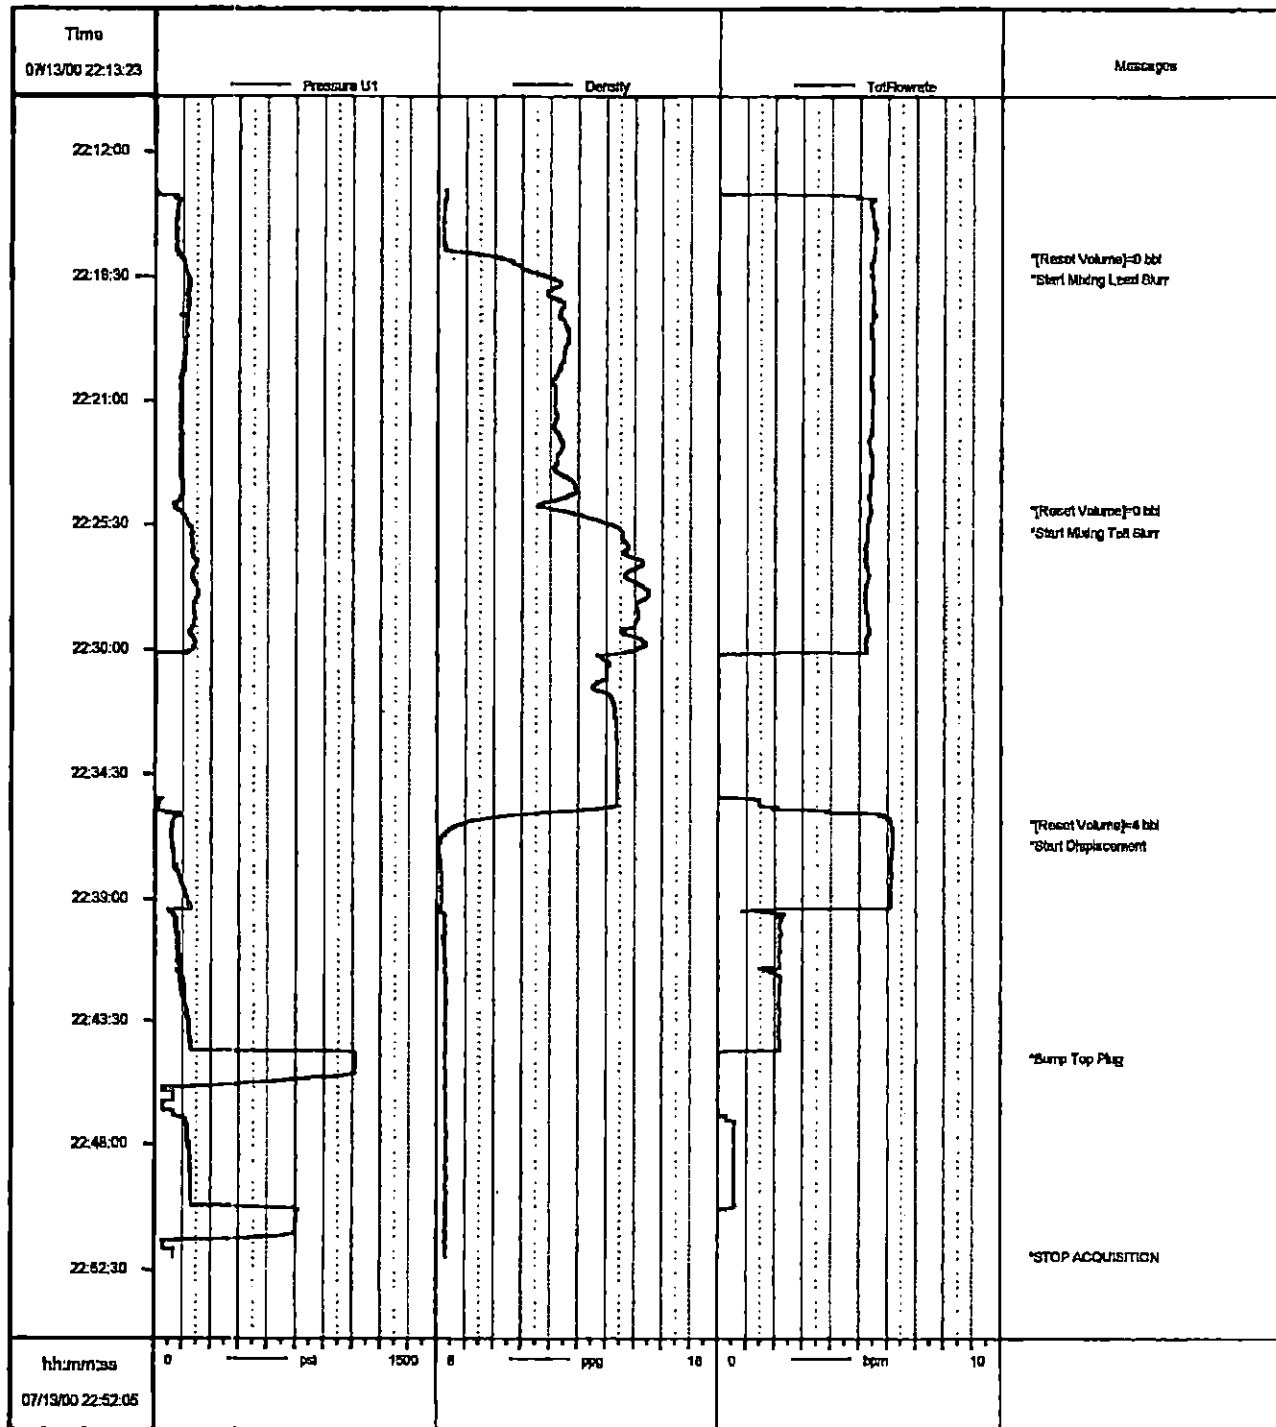 Time
07/13/00 22:13:23
Pressure U1
Density
TotFlowrate
Messages
22:12:00
22:16:30
22:21:00
22:25:30
22:30:00
22:34:30
22:39:00
22:43:30
22:48:00
22:52:30
*[Reset Volume]=0 bbl
*Start Mixing Lead Slurr
*[Reset Volume]=0 bbl
*Start Mixing Tail Slurr
*[Reset Volume]=4 bbl
*Start Displacement
*Bump Top Plug
*STOP ACQUISITION
hh:mm:ss
07/13/00 22:52:05
0 psi 1500
8 ppg 18
0 bpm 10